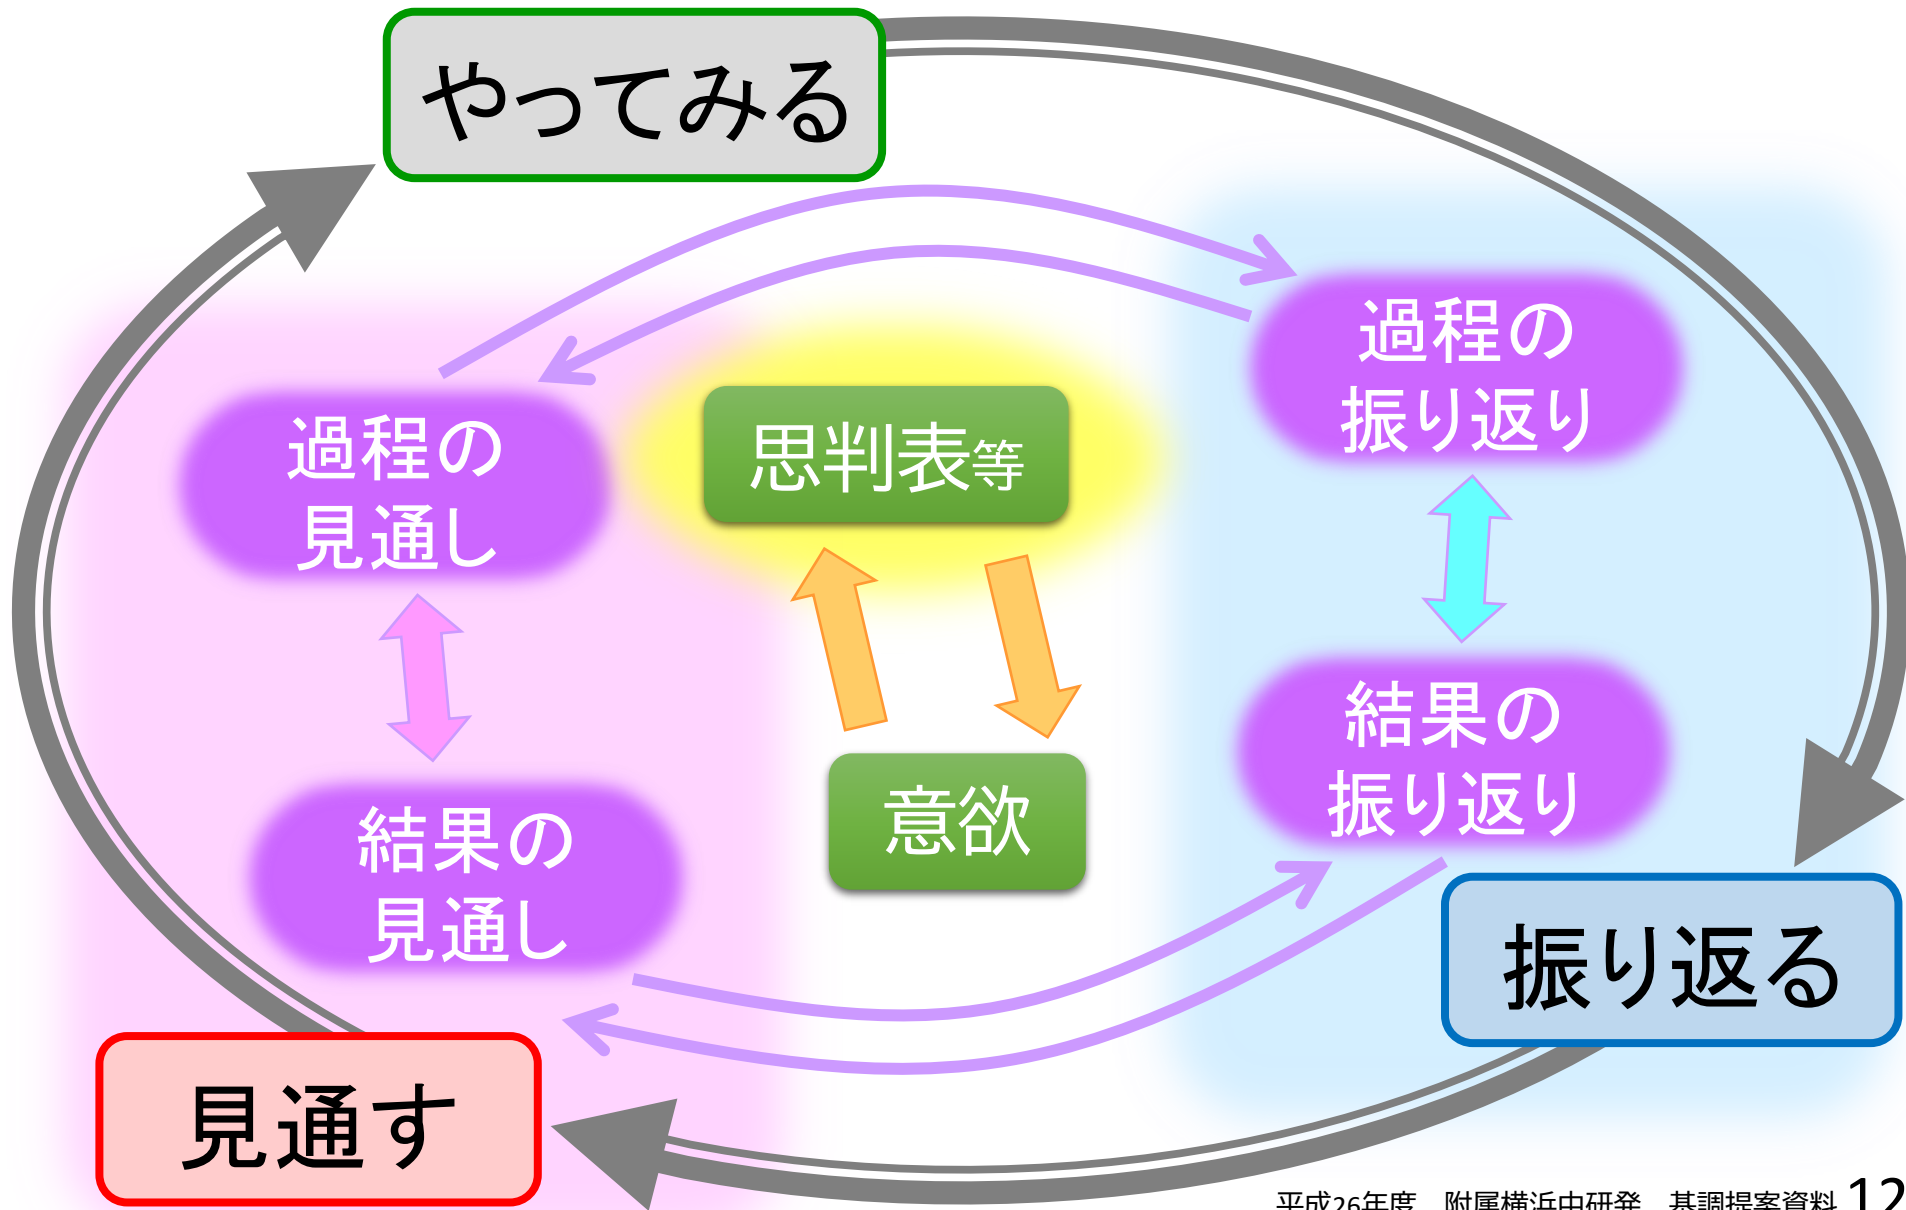 やってみる
過程の
振り返り
過程の
見通し
思判表等
結果の
振り返り
意欲
結果の
見通し
振り返る
見通す
平成26年度　附属横浜中研発　基調提案資料 12